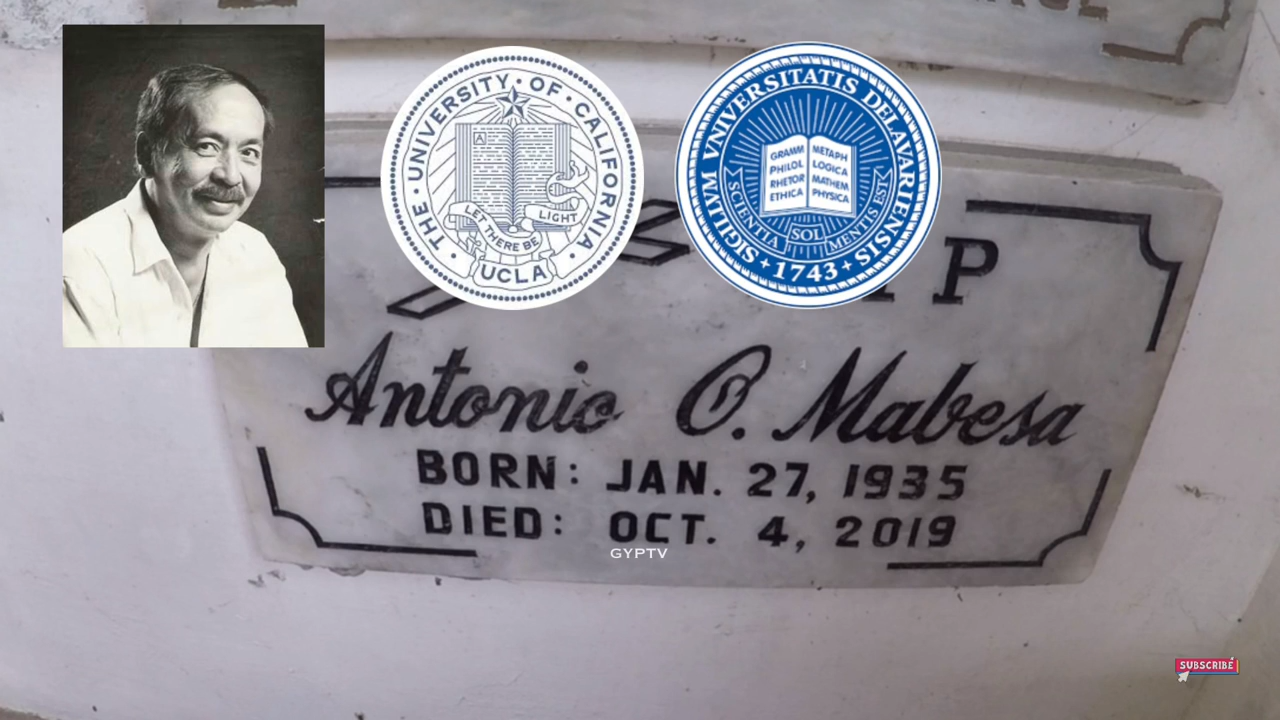 THE · UNIVERSITY · OF · CALIFORNIA ·
A
LET THERE BE LIGHT
· UCLA ·
SIGILLVM VNIVERSITATIS DELAVARIENSIS
GRAMM METAPH
PHILOL LOGICA
RHETOR MATHEM
ETHICA PHYSICA
SCIENTIA SOL MENTIS EST
· 1743 ·
P
Antonio C. Mabesa
BORN: JAN. 27, 1935
DIED: OCT. 4, 2019
GYPTV
SUBSCRIBE